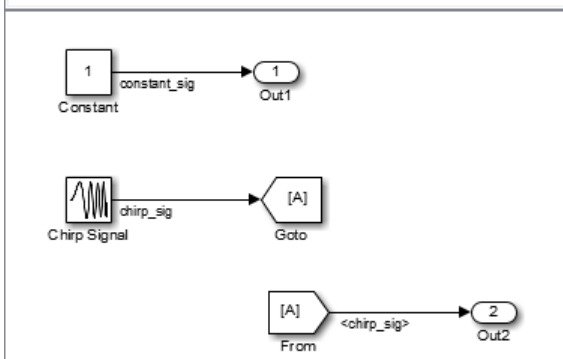 1
constant_sig
1
Constant
Out1
chirp_sig
[A]
Chirp Signal
Goto
[A]
<chirp_sig>
2
From
Out2